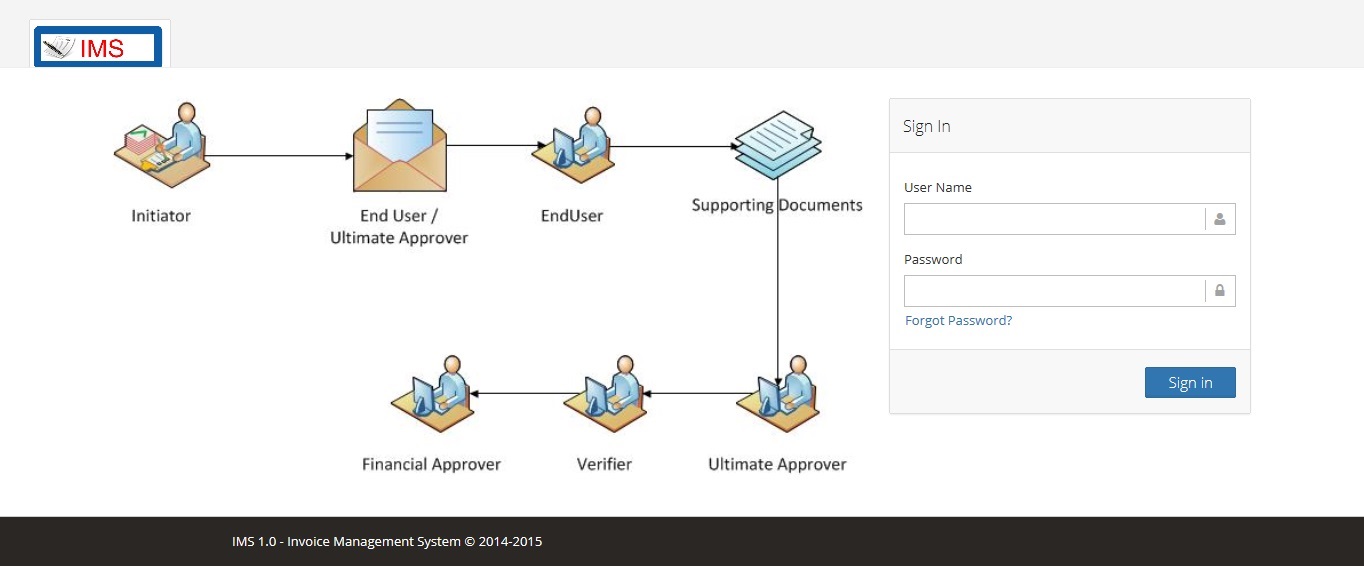 IMS
Initiator
End User /
Ultimate Approver
EndUser
Supporting Documents
Financial Approver
Verifier
Ultimate Approver
Sign In
User Name
Password
Forgot Password?
Sign in
IMS 1.0 - Invoice Management System © 2014-2015